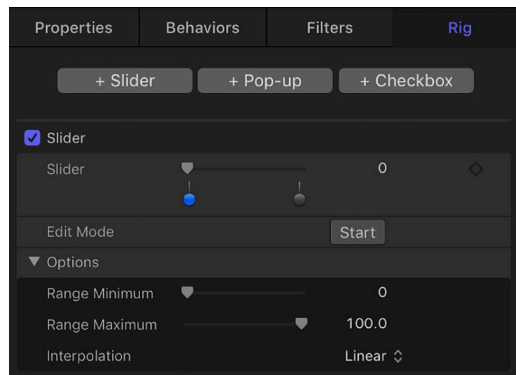 Properties Behaviors Filters Rig
+ Slider + Pop-up + Checkbox
Slider
Slider 0
Edit Mode Start
Options
Range Minimum 0
Range Maximum 100.0
Interpolation Linear